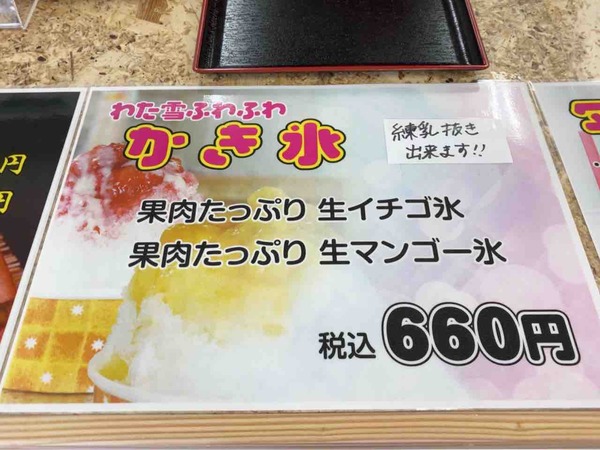 わた雪ふわふわ
かき氷
練乳抜き
出来ます!!
果肉たっぷり 生イチゴ氷
果肉たっぷり 生マンゴー氷
税込 660円
円
円